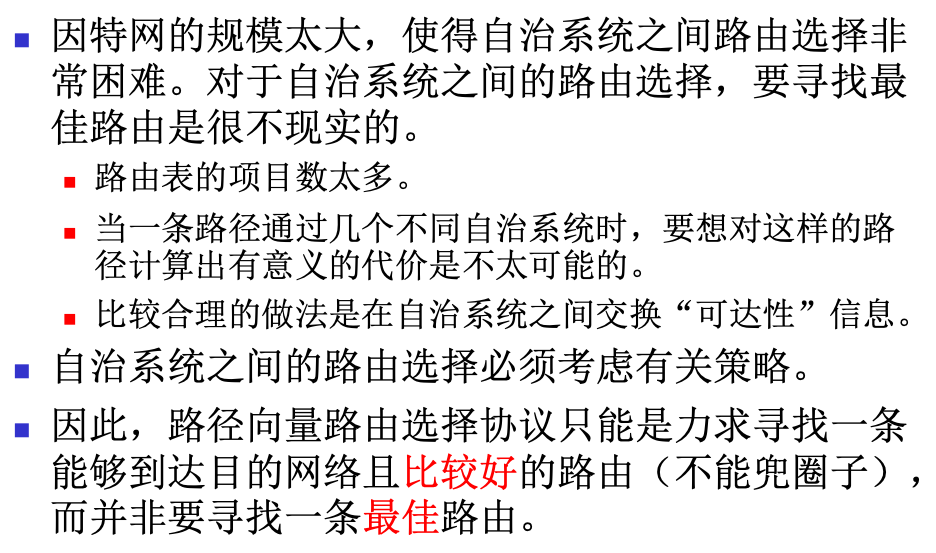 因特网的规模太大，使得自治系统之间路由选择非
常困难。对于自治系统之间的路由选择，要寻找最
佳路由是很不现实的。
路由表的项目数太多。
当一条路径通过几个不同自治系统时，要想对这样的路
径计算出有意义的代价是不太可能的。
比较合理的做法是在自治系统之间交换“可达性”信息。
自治系统之间的路由选择必须考虑有关策略。
因此，路径向量路由选择协议只能是力求寻找一条
能够到达目的网络且比较好的路由（不能兜圈子），
而并非要寻找一条最佳路由。